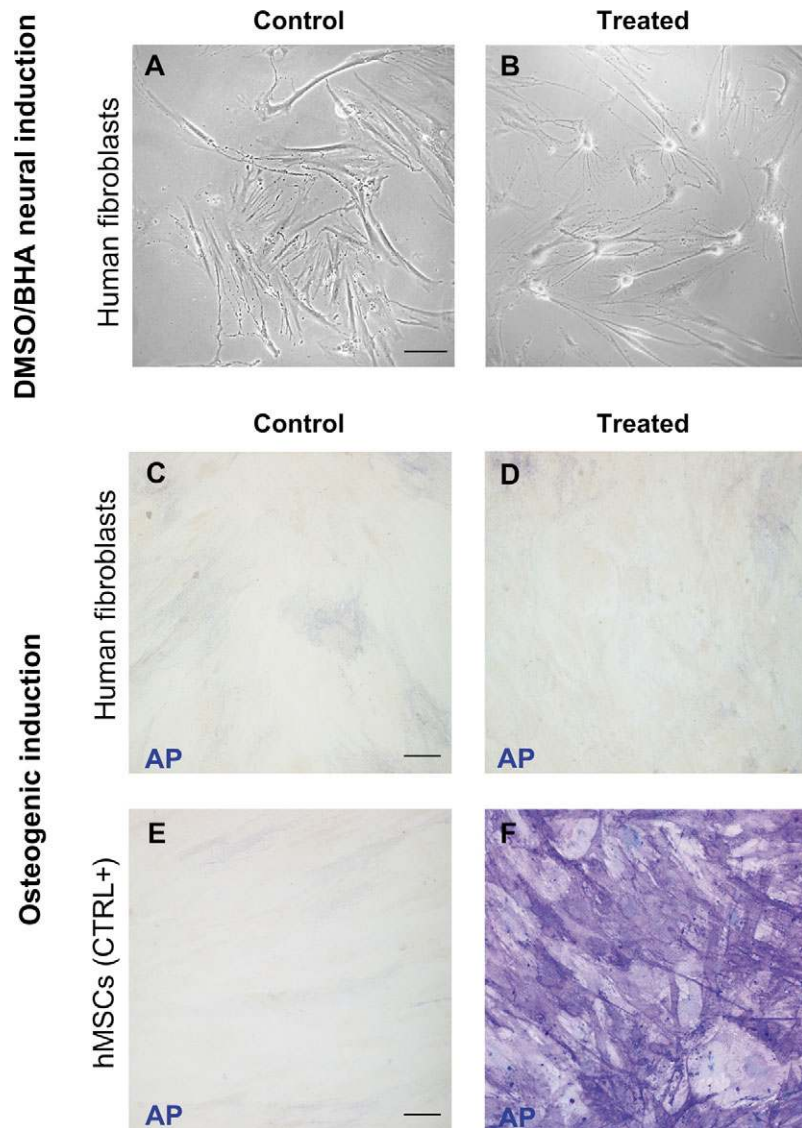 Control
Treated
DMSO/BHA neural induction
Human fibroblasts
A
B
Control
Treated
Osteogenic induction
Human fibroblasts
C
AP
D
AP
hMSCs (CTRL+)
E
AP
F
AP